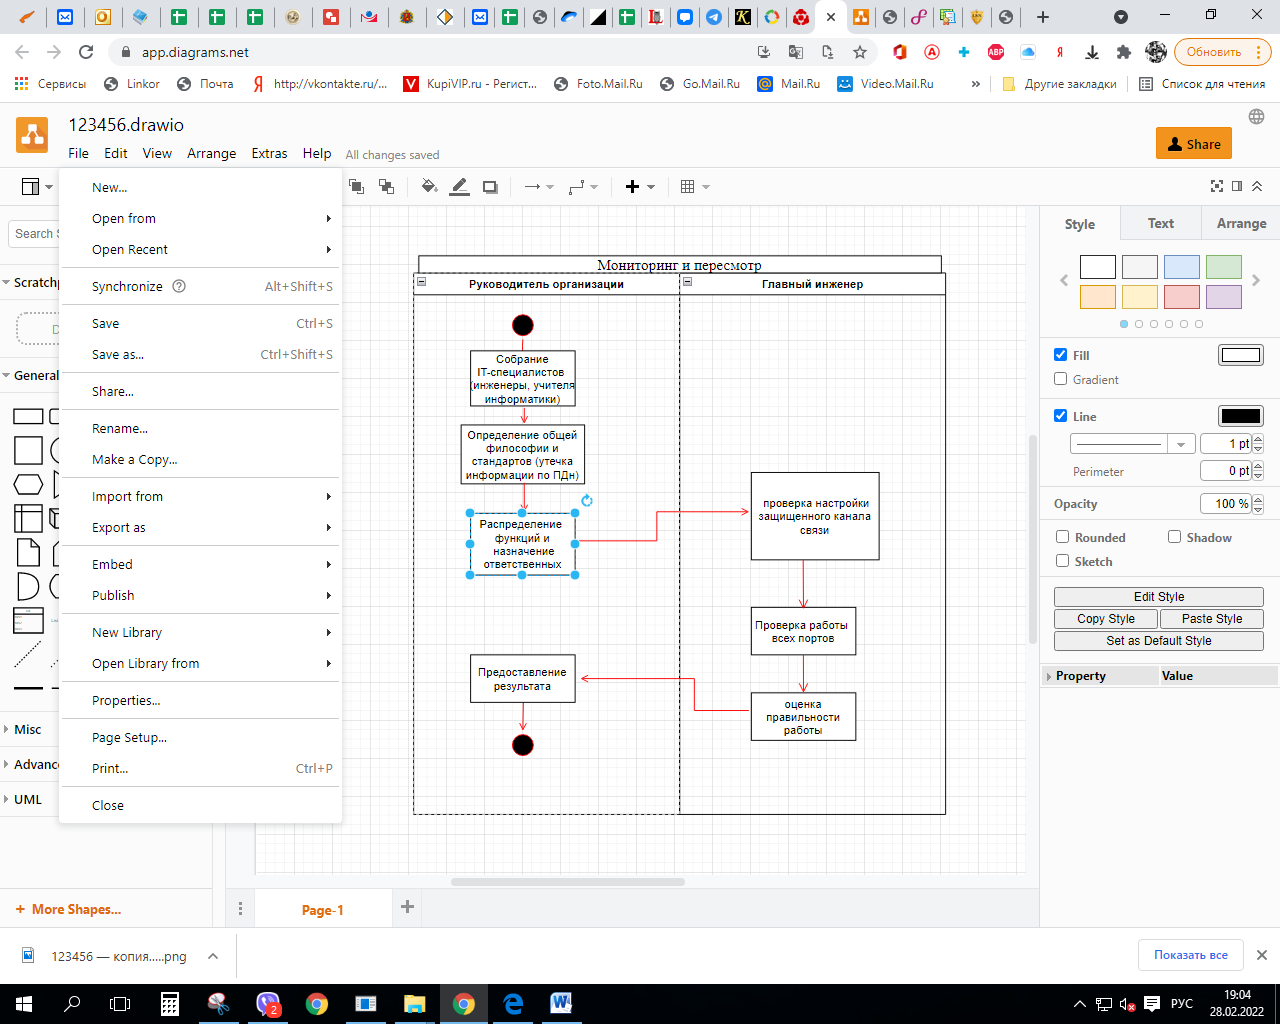 app.diagrams.net
Обновить
Сервисы
Linkor
Почта
http://vkontakte.ru/...
KupiVIP.ru - Регист...
Foto.Mail.Ru
Go.Mail.Ru
Mail.Ru
Video.Mail.Ru
»
Другие закладки
Список для чтения
123456.drawio
File Edit View Arrange Extras Help All changes saved
Share
New...
Open from
Open Recent
Synchronize Alt+Shift+S
Save Ctrl+S
Save as... Ctrl+Shift+S
Share...
Rename...
Make a Copy...
Import from
Export as
Embed
Publish
New Library
Open Library from
Properties...
Page Setup...
Print... Ctrl+P
Close
Search
General
Misc
UML
+ More Shapes...
Мониторинг и пересмотр
Руководитель организации
Главный инженер
Собрание
IT-специалистов
(инженеры, учителя
информатики)
Определение общей
философии и
стандартов (утечка
информации по ПДн)
Распределение
функций и
назначение
ответственных
Предоставление
результата
проверка настройки
защищенного канала
связи
Проверка работы
всех портов
оценка
правильности
работы
Style Text Arrange
Fill
Gradient
Line
1 pt
Perimeter 0 pt
Opacity 100 %
Rounded Shadow
Sketch
Edit Style
Copy Style Paste Style
Set as Default Style
Property Value
Page-1
123456 — копия.....png
Показать все
2
РУС
19:04
28.02.2022